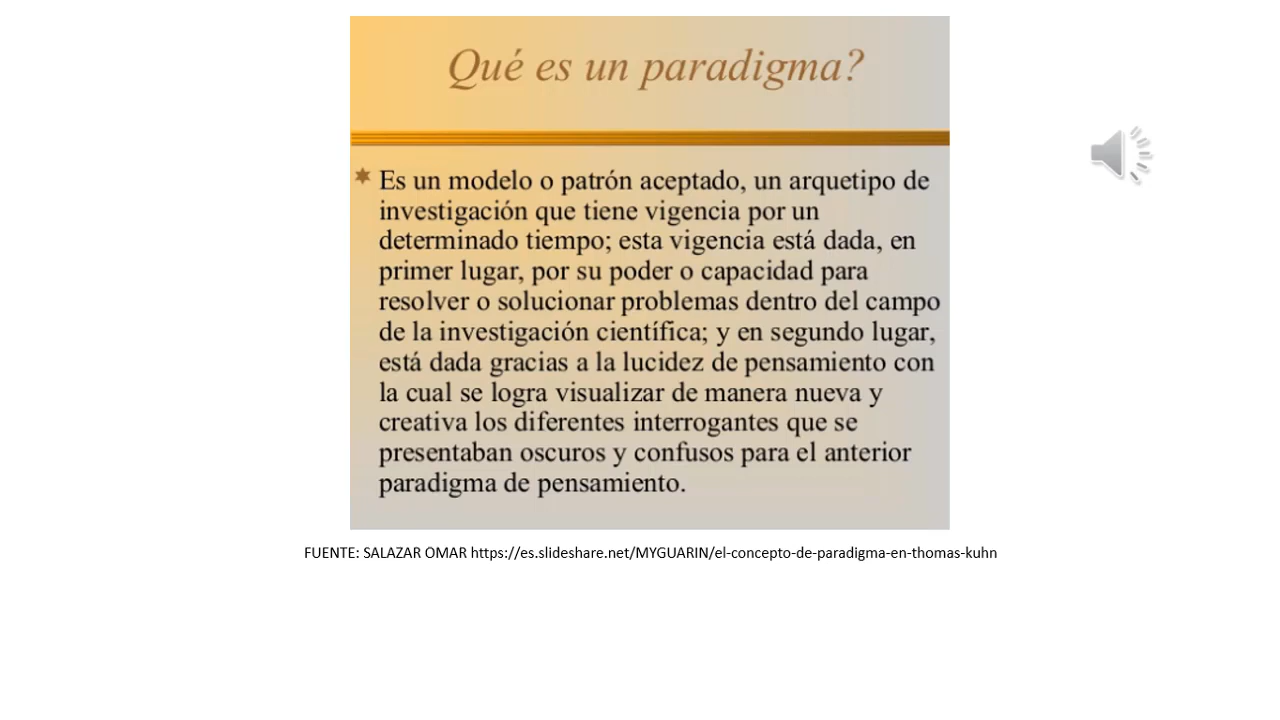 Qué es un paradigma?
Es un modelo o patrón aceptado, un arquetipo de
investigación que tiene vigencia por un
determinado tiempo; esta vigencia está dada, en
primer lugar, por su poder o capacidad para
resolver o solucionar problemas dentro del campo
de la investigación científica; y en segundo lugar,
está dada gracias a la lucidez de pensamiento con
la cual se logra visualizar de manera nueva y
creativa los diferentes interrogantes que se
presentaban oscuros y confusos para el anterior
paradigma de pensamiento.
FUENTE: SALAZAR OMAR https://es.slideshare.net/MYGUARIN/el-concepto-de-paradigma-en-thomas-kuhn